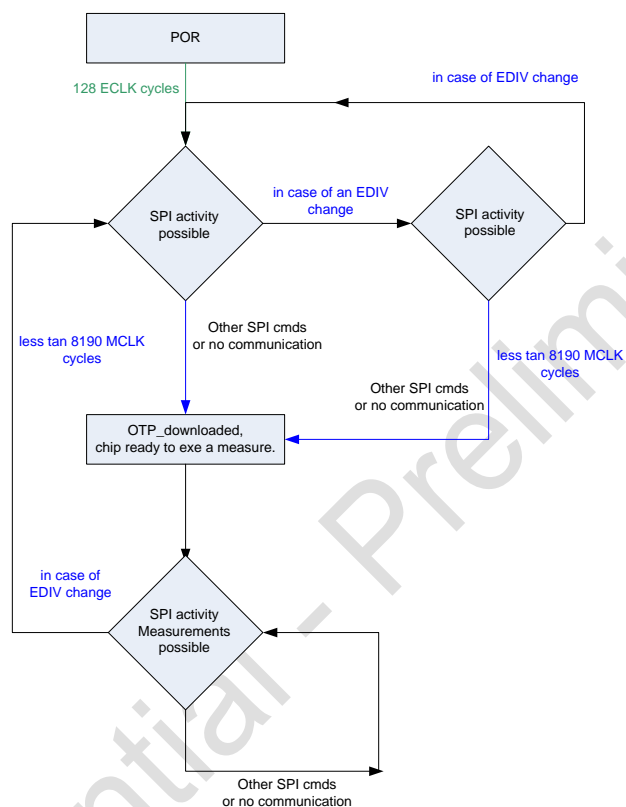 POR
128 ECLK cycles
in case of EDIV change
SPI activity
possible
in case of an EDIV
change
SPI activity
possible
less tan 8190 MCLK
cycles
Other SPI cmds
or no communication
less tan 8190 MCLK
cycles
Other SPI cmds
or no communication
OTP_downloaded,
chip ready to exe a measure.
in case of
EDIV change
SPI activity
Measurements
possible
Other SPI cmds
or no communication
ntial - Prelimi